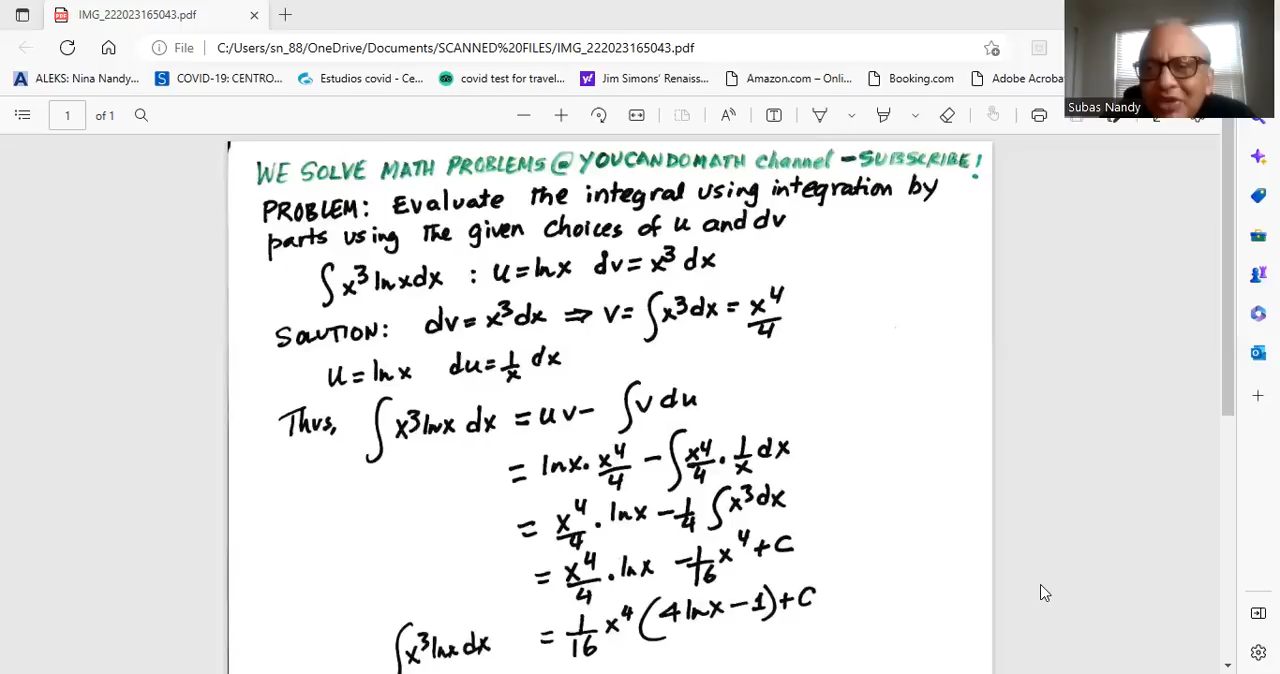 IMG_222023165043.pdf
File C:/Users/sn_88/OneDrive/Documents/SCANNED%20FILES/IMG_222023165043.pdf
ALEKS: Nina Nandy... COVID-19: CENTRO... Estudios covid - Ce... covid test for travel... Jim Simons' Renaiss... Amazon.com – Onli... Booking.com Adobe Acroba
1 of 1
Subas Nandy
WE SOLVE MATH PROBLEMS @ YOUCANDOMATH channel - SUBSCRIBE!
PROBLEM: Evaluate the integral using integration by
parts using the given choices of u and dv
∫x³ lnx dx : u = lnx dv = x³ dx
SOLUTION: dv = x³dx ⇒ v = ∫x³dx = x⁴/4
u = lnx du = 1/x dx
Thus, ∫x³lnx dx = uv - ∫v du
= lnx · x⁴/4 - ∫x⁴/4 · 1/x dx
= x⁴/4 · lnx - 1/4 ∫x³dx
= x⁴/4 · lnx - 1/16 x⁴ + C
∫x³lnx dx = 1/16 x⁴ (4lnx - 1) + C